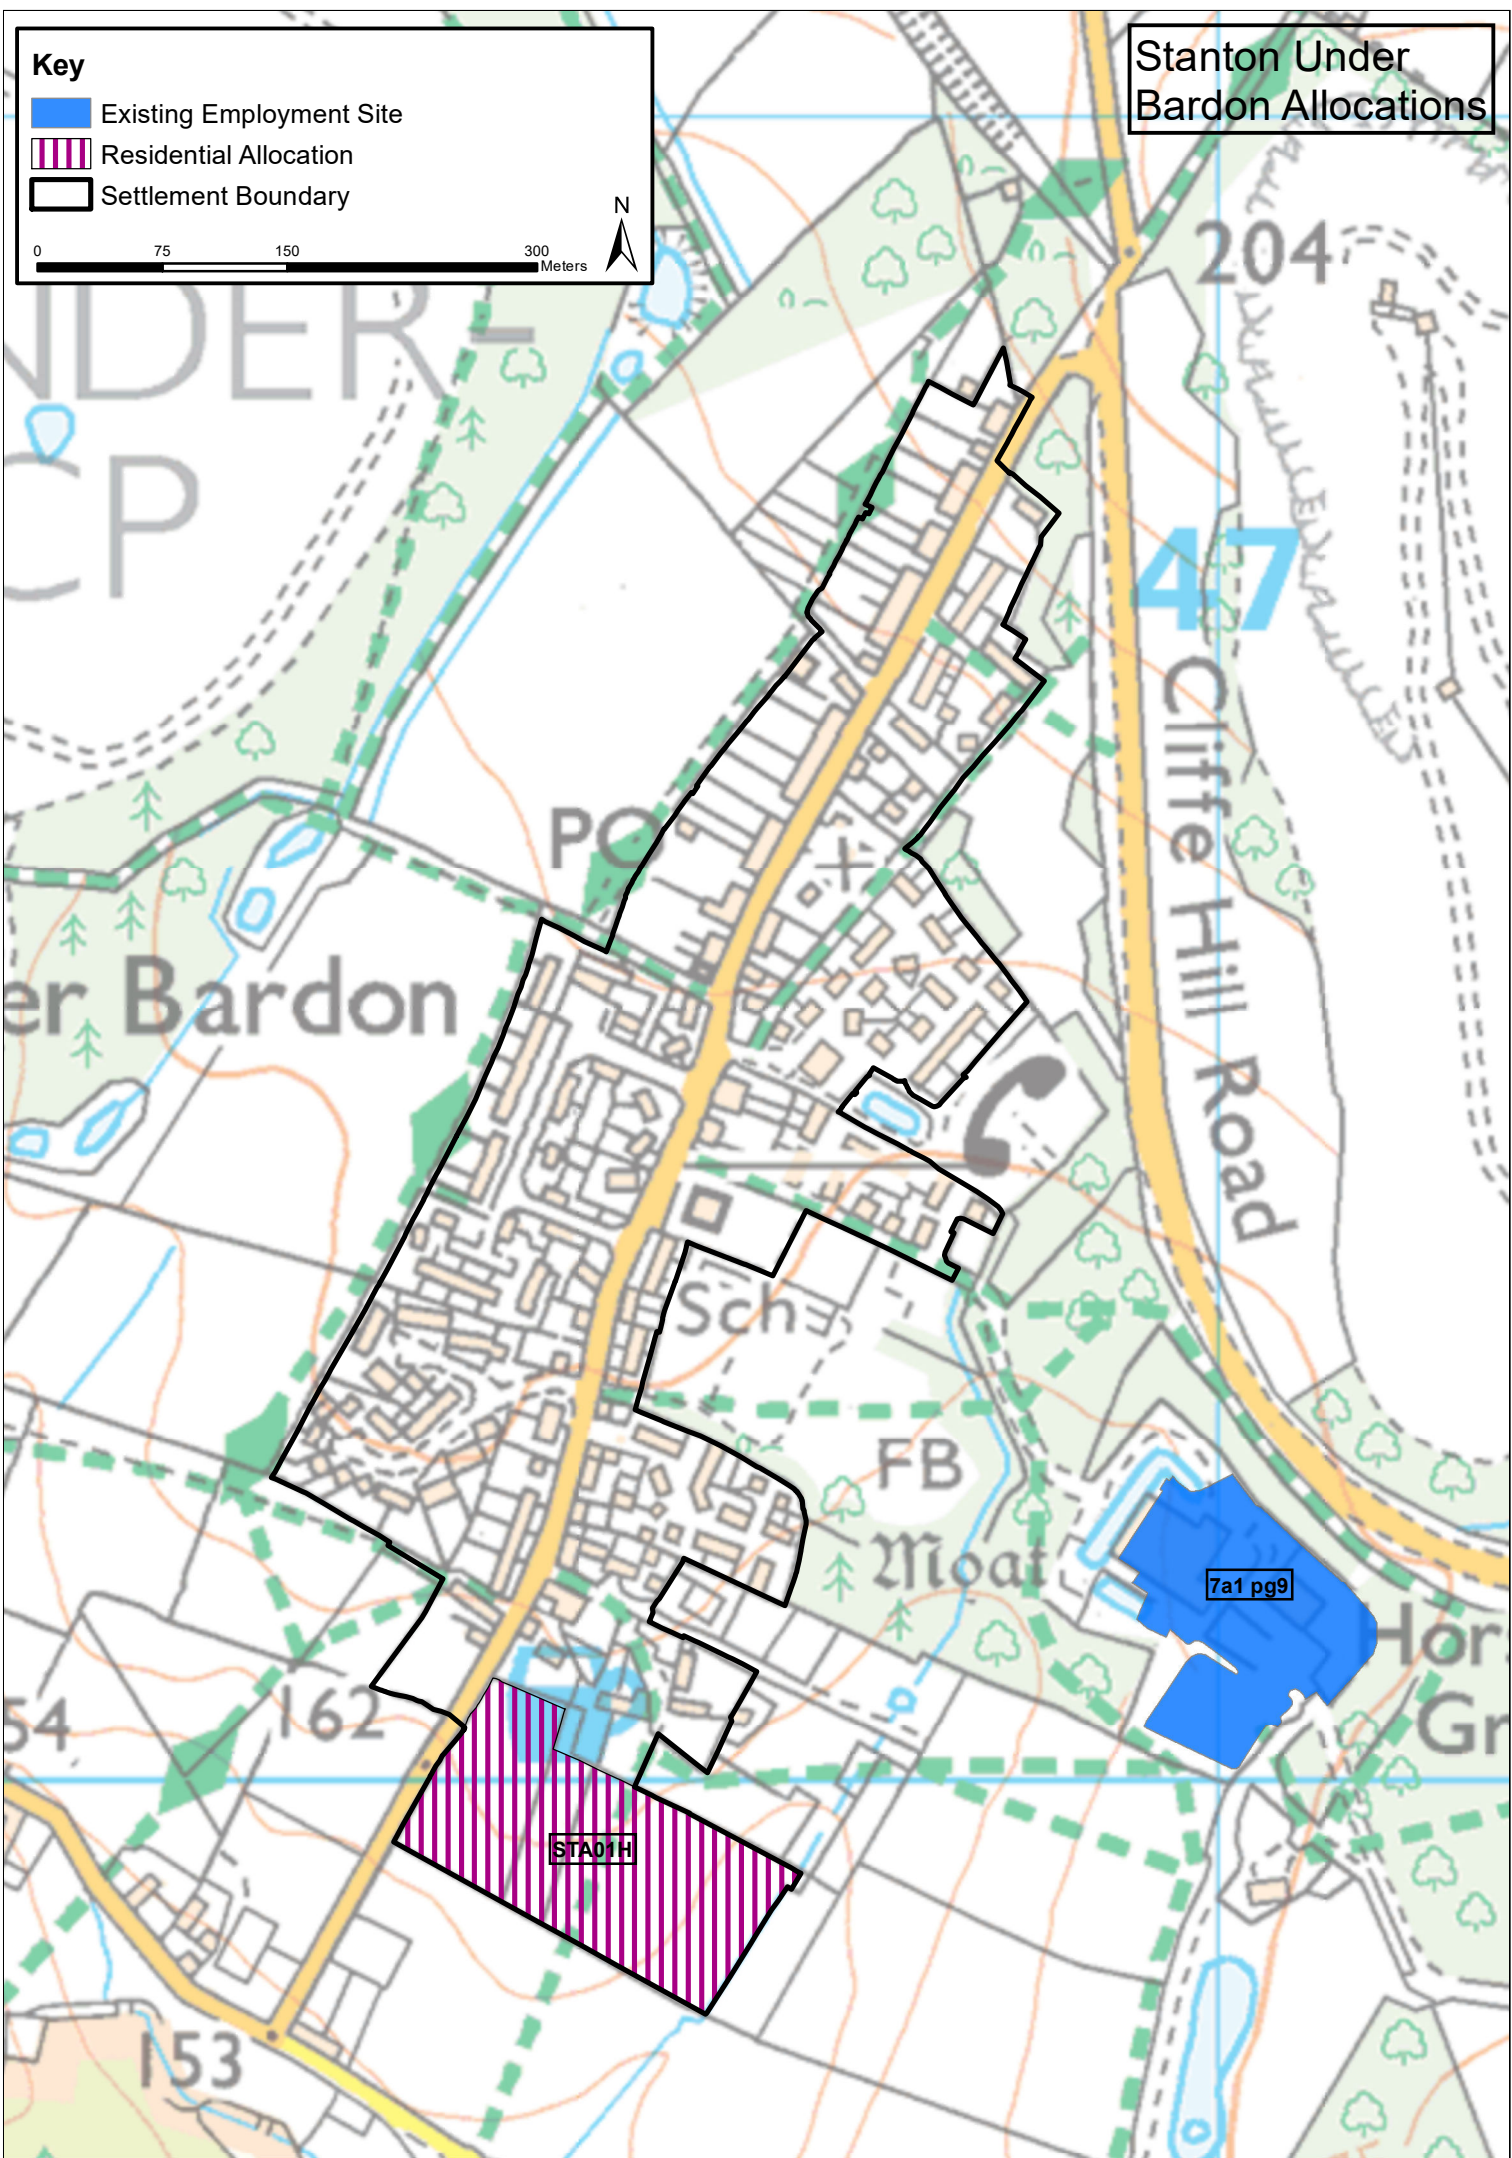 Key
Existing Employment Site
Residential Allocation
Settlement Boundary
0 75 150 300
Meters
N
Stanton Under
Bardon Allocations
NDER-
CP
204
47
Cliffe Hill Road
PO
er Bardon
Sch
FB
Moat
7a1 pg9
Hor
Gr
162
54
STA01H
153